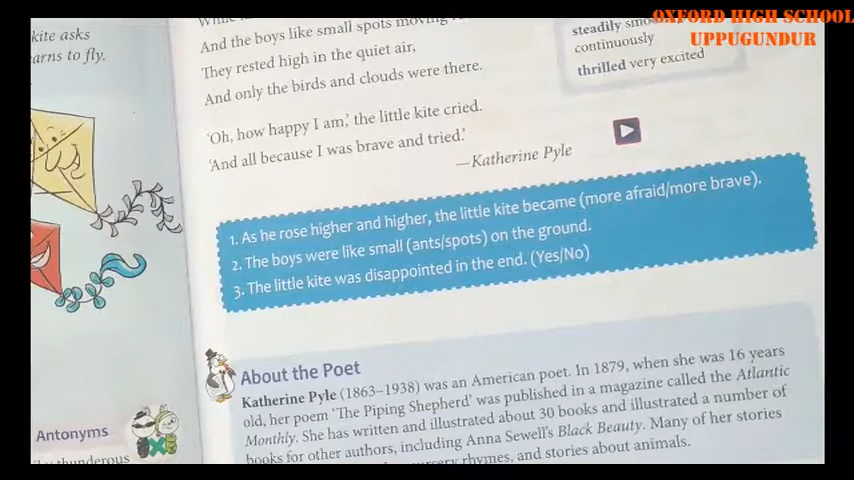 OXFORD HIGH SCHOOL
UPPUGUNDUR
kite asks
arns to fly.
And the boys like small spots moving
They rested high in the quiet air,
And only the birds and clouds were there.
'Oh, how happy I am,' the little kite cried.
'And all because I was brave and tried.'
—Katherine Pyle
steadily
continuously
thrilled very excited
1. As he rose higher and higher, the little kite became (more afraid/more brave).
2. The boys were like small (ants/spots) on the ground.
3. The little kite was disappointed in the end. (Yes/No)
About the Poet
Katherine Pyle (1863–1938) was an American poet. In 1879, when she was 16 years
old, her poem 'The Piping Shepherd' was published in a magazine called the Atlantic
Monthly. She has written and illustrated about 30 books and illustrated a number of
books for other authors, including Anna Sewell's Black Beauty. Many of her stories
nursery rhymes, and stories about animals.
Antonyms
thunderous